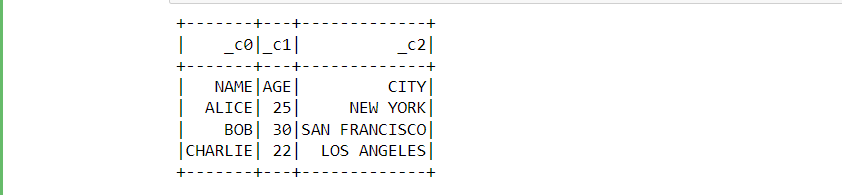 +-------+---+-------------+
|    _c0|_c1|          _c2|
+-------+---+-------------+
|   NAME|AGE|         CITY|
|  ALICE| 25|     NEW YORK|
|    BOB| 30|SAN FRANCISCO|
|CHARLIE| 22|  LOS ANGELES|
+-------+---+-------------+